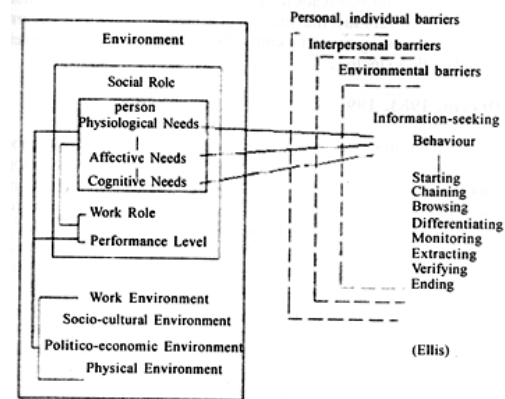 Environment
Social Role
person
Physiological Needs
Affective Needs
Cognitive Needs
Work Role
Performance Level
Work Environment
Socio-cultural Environment
Politico-economic Environment
Physical Environment
Personal, individual barriers
Interpersonal barriers
Environmental barriers
Information-seeking
Behaviour
Starting
Chaining
Browsing
Differentiating
Monitoring
Extracting
Verifying
Ending
(Ellis)